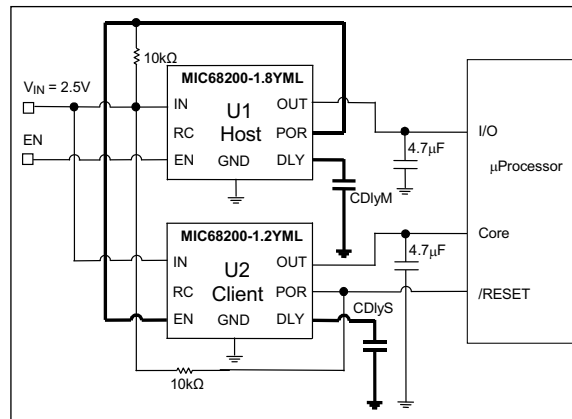 10kΩ
V_IN = 2.5V
EN
MIC68200-1.8YML
IN
OUT
U1
Host
RC
POR
EN
GND
DLY
CDlyM
4.7µF
I/O
µProcessor
MIC68200-1.2YML
IN
OUT
U2
Client
RC
POR
EN
GND
DLY
CDlyS
4.7µF
Core
/RESET
10kΩ